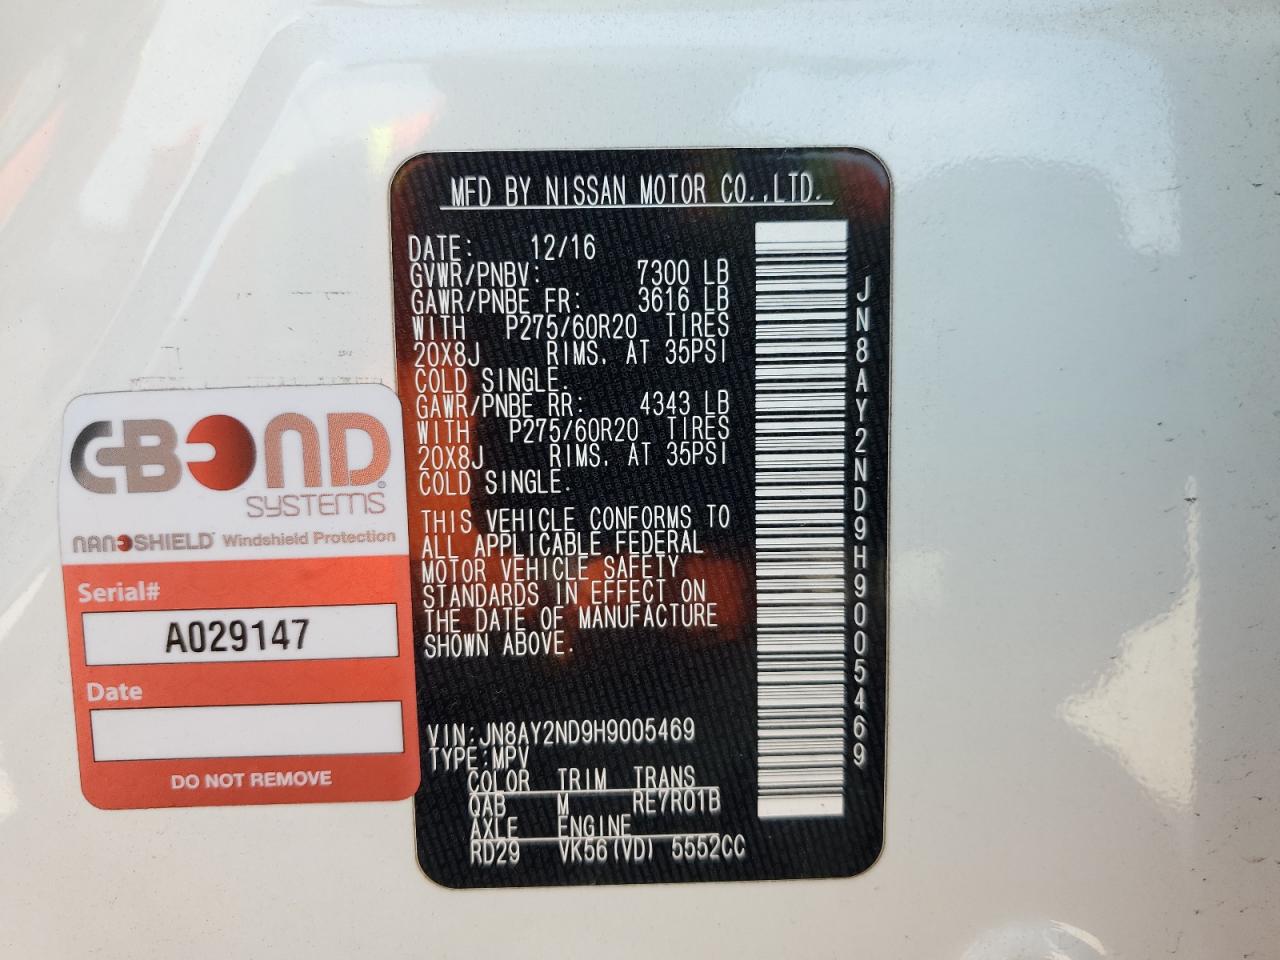 MFD BY NISSAN MOTOR CO.,LTD.
DATE: 12/16
GVWR/PNBV: 7300 LB
GAWR/PNBE FR: 3616 LB
WITH P275/60R20 TIRES
20X8J RIMS. AT 35PSI
COLD SINGLE.
GAWR/PNBE RR: 4343 LB
WITH P275/60R20 TIRES
20X8J RIMS. AT 35PSI
COLD SINGLE.
THIS VEHICLE CONFORMS TO
ALL APPLICABLE FEDERAL
MOTOR VEHICLE SAFETY
STANDARDS IN EFFECT ON
THE DATE OF MANUFACTURE
SHOWN ABOVE.
VIN:JN8AY2ND9H9005469
TYPE:MPV
COLOR TRIM TRANS
QAB M RE7R01B
AXLE ENGINE
RD29 VK56(VD) 5552CC
JN8AY2ND9H9005469
C-BOND
SYSTEMS
NANOSHIELD Windshield Protection
Serial#
A029147
Date
DO NOT REMOVE